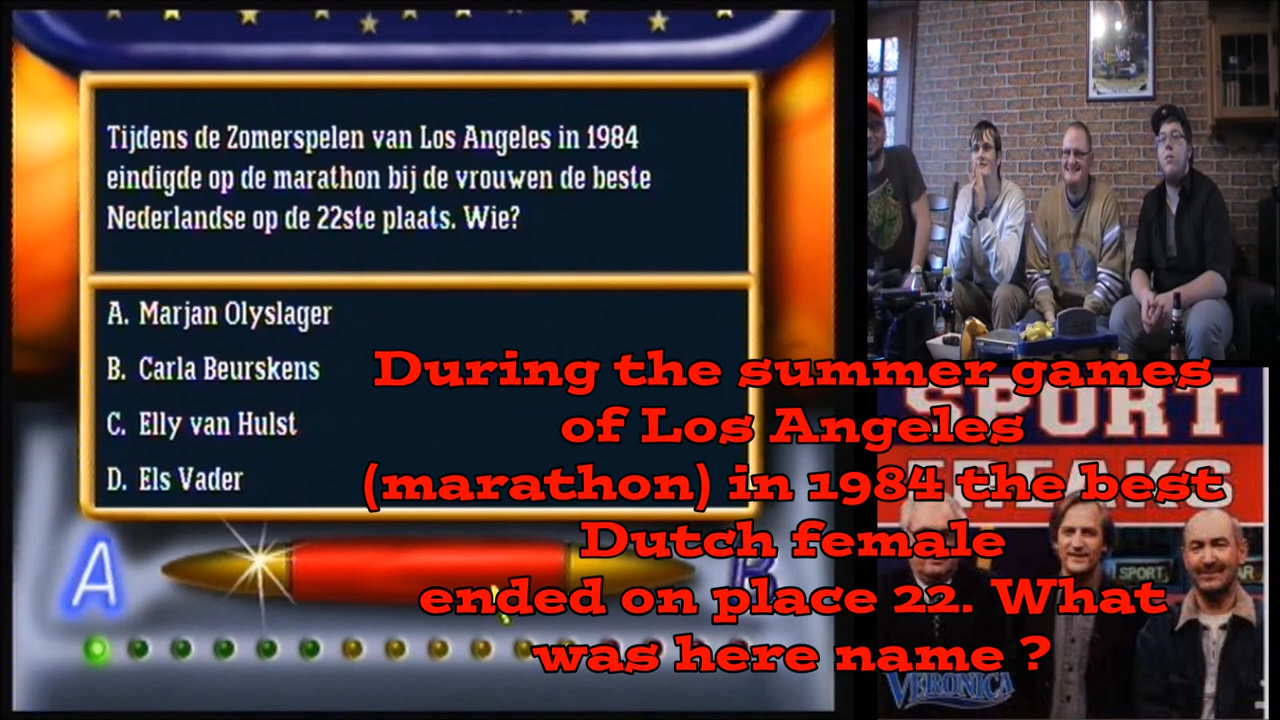 Tijdens de Zomerspelen van Los Angeles in 1984
eindigde op de marathon bij de vrouwen de beste
Nederlandse op de 22ste plaats. Wie?
A. Marjan Olyslager
B. Carla Beurskens
C. Elly van Hulst
D. Els Vader
A
B
During the summer games
of Los Angeles
(marathon) in 1984 the best
Dutch female
ended on place 22. What
was here name ?
SPORT
SPORT
VERONICA